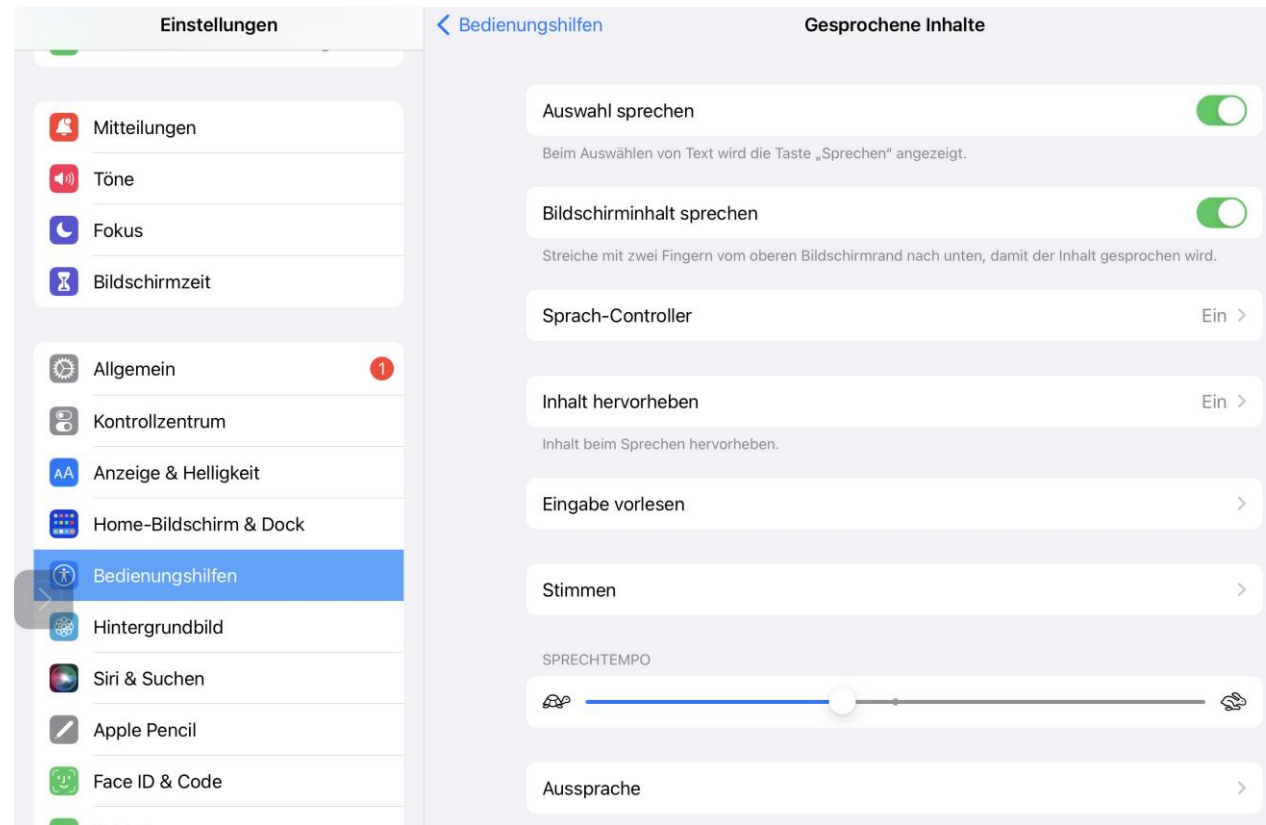 Einstellungen
Mitteilungen
Töne
Fokus
Bildschirmzeit
Allgemein
1
Kontrollzentrum
AA
Anzeige & Helligkeit
Home-Bildschirm & Dock
Bedienungshilfen
Hintergrundbild
Siri & Suchen
Apple Pencil
Face ID & Code
Bedienungshilfen
Gesprochene Inhalte
Auswahl sprechen
Beim Auswählen von Text wird die Taste „Sprechen“ angezeigt.
Bildschirminhalt sprechen
Streiche mit zwei Fingern vom oberen Bildschirmrand nach unten, damit der Inhalt gesprochen wird.
Sprach-Controller Ein
Inhalt hervorheben Ein
Inhalt beim Sprechen hervorheben.
Eingabe vorlesen
Stimmen
SPRECHTEMPO
Aussprache